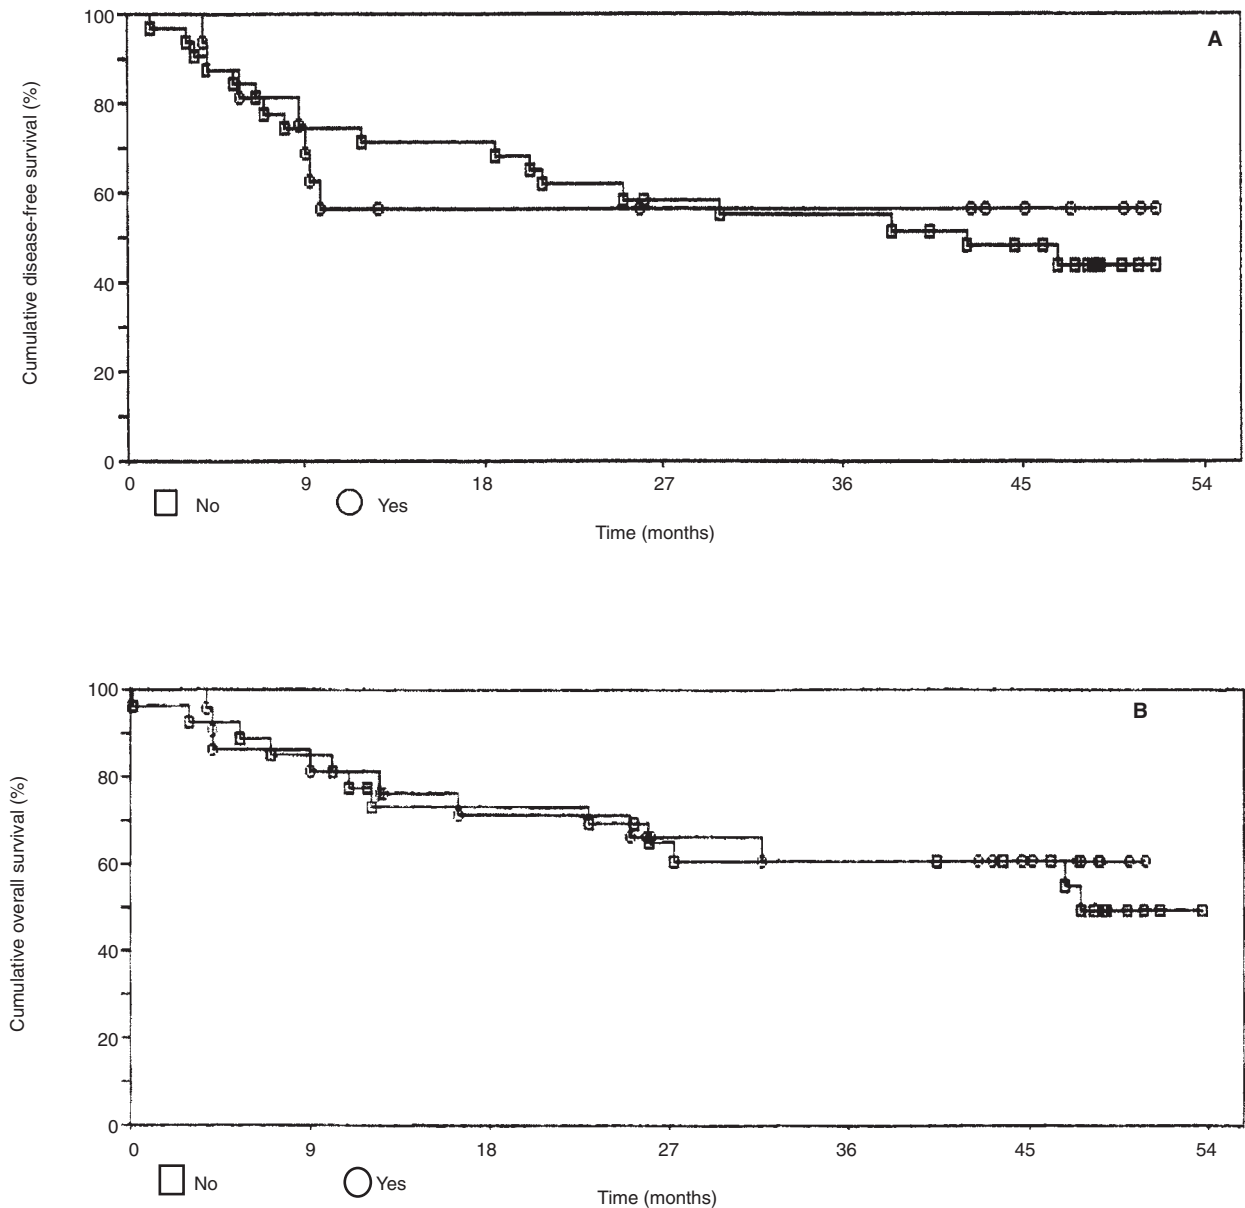 A
Cumulative disease-free survival (%)
100
80
60
40
20
0
0 9 18 27 36 45 54
No Yes
Time (months)
B
Cumulative overall survival (%)
100
80
60
40
20
0
0 9 18 27 36 45 54
No Yes
Time (months)